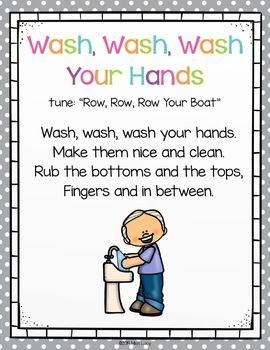 Wash, Wash, Wash
Your Hands
tune: "Row, Row, Row Your Boat"
Wash, wash, wash your hands.
Make them nice and clean.
Rub the bottoms and the tops,
Fingers and in between.